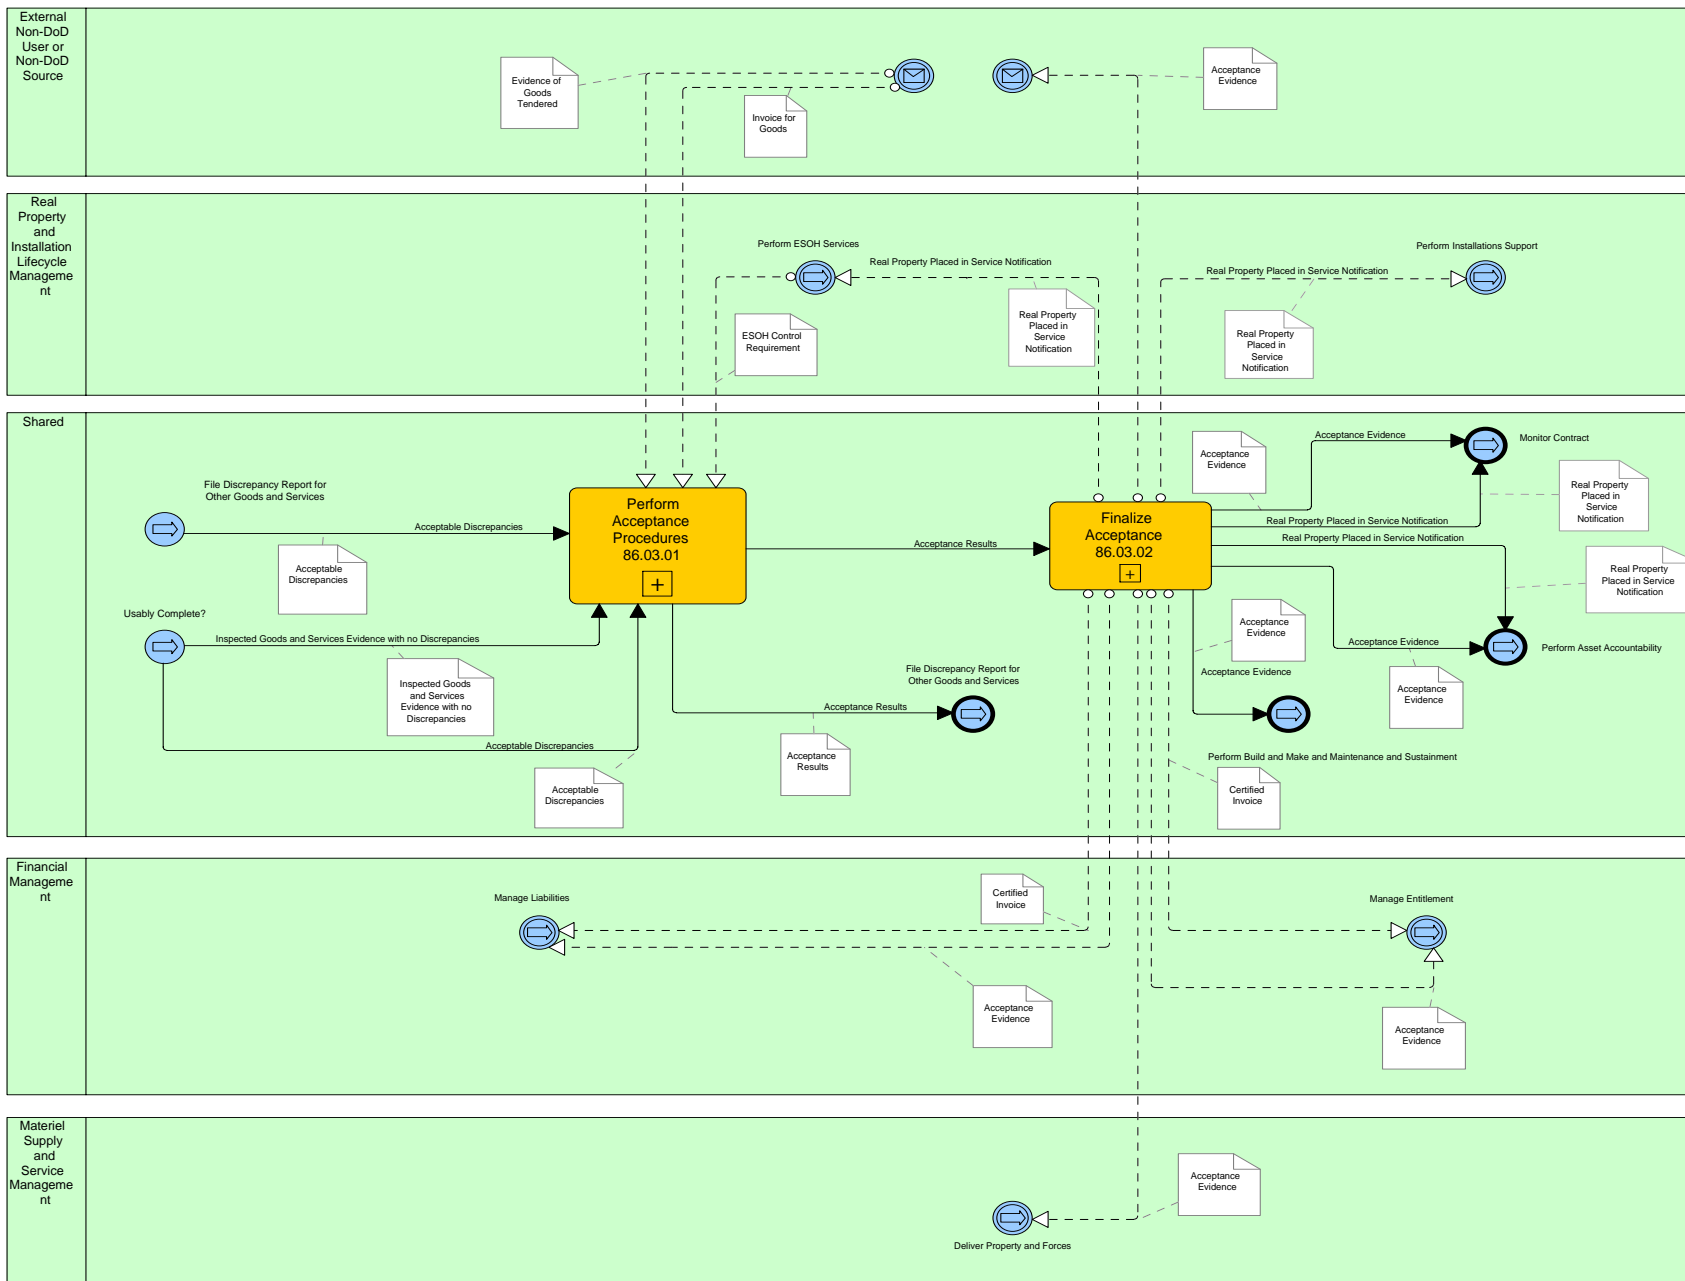 External
Non-DoD
User or
Non-DoD
Source
Evidence of
Goods
Tendered
Invoice for
Goods
Acceptance
Evidence
Real
Property
and
Installation
Lifecycle
Manageme
nt
Perform ESOH Services
Real Property Placed in Service Notification
ESOH Control
Requirement
Real Property
Placed in
Service
Notification
Perform Installations Support
Real Property Placed in Service Notification
Real Property
Placed in
Service
Notification
Shared
File Discrepancy Report for
Other Goods and Services
Acceptable Discrepancies
Acceptable
Discrepancies
Usably Complete?
Inspected Goods and Services Evidence with no Discrepancies
Inspected Goods
and Services
Evidence with no
Discrepancies
Acceptable Discrepancies
Acceptable
Discrepancies
Perform
Acceptance
Procedures
86.03.01
Acceptance Results
File Discrepancy Report for
Other Goods and Services
Acceptance Results
Acceptance
Results
Finalize
Acceptance
86.03.02
Acceptance
Evidence
Acceptance Evidence
Monitor Contract
Real Property
Placed in
Service
Notification
Real Property Placed in Service Notification
Real Property Placed in Service Notification
Real Property
Placed in Service
Notification
Acceptance
Evidence
Acceptance Evidence
Acceptance Evidence
Perform Asset Accountability
Acceptance
Evidence
Perform Build and Make and Maintenance and Sustainment
Certified
Invoice
Financial
Manageme
nt
Manage Liabilities
Certified
Invoice
Acceptance
Evidence
Manage Entitlement
Acceptance
Evidence
Materiel
Supply
and
Service
Manageme
nt
Acceptance
Evidence
Deliver Property and Forces